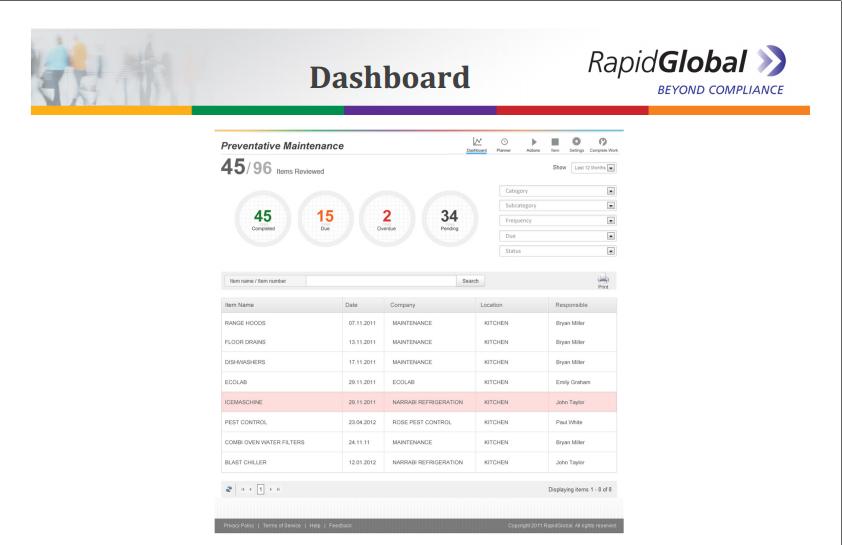 Dashboard
RapidGlobal
BEYOND COMPLIANCE
Preventative Maintenance
Dashboard Planner Actions Item Settings Complete Work
45/96 Items Reviewed
Show Last 12 Months
45 Completed
15 Due
2 Overdue
34 Pending
Category
Subcategory
Frequency
Due
Status
Item name / Item number Search Print
Item Name Date Company Location Responsible
RANGE HOODS 07.11.2011 MAINTENANCE KITCHEN Bryan Miller
FLOOR DRAINS 13.11.2011 MAINTENANCE KITCHEN Bryan Miller
DISHWASHERS 17.11.2011 MAINTENANCE KITCHEN Bryan Miller
ECOLAB 29.11.2011 ECOLAB KITCHEN Emily Graham
ICEMASCHINE 29.11.2011 NARRABI REFRIGERATION KITCHEN John Taylor
PEST CONTROL 23.04.2012 ROSE PEST CONTROL KITCHEN Paul White
COMBI OVEN WATER FILTERS 24.11.11 MAINTENANCE KITCHEN Bryan Miller
BLAST CHILLER 12.01.2012 NARRABI REFRIGERATION KITCHEN John Taylor
1 Displaying items 1 - 8 of 8
Privacy Policy | Terms of Service | Help | Feedback Copyright 2011 RapidGlobal. All rights reserved.